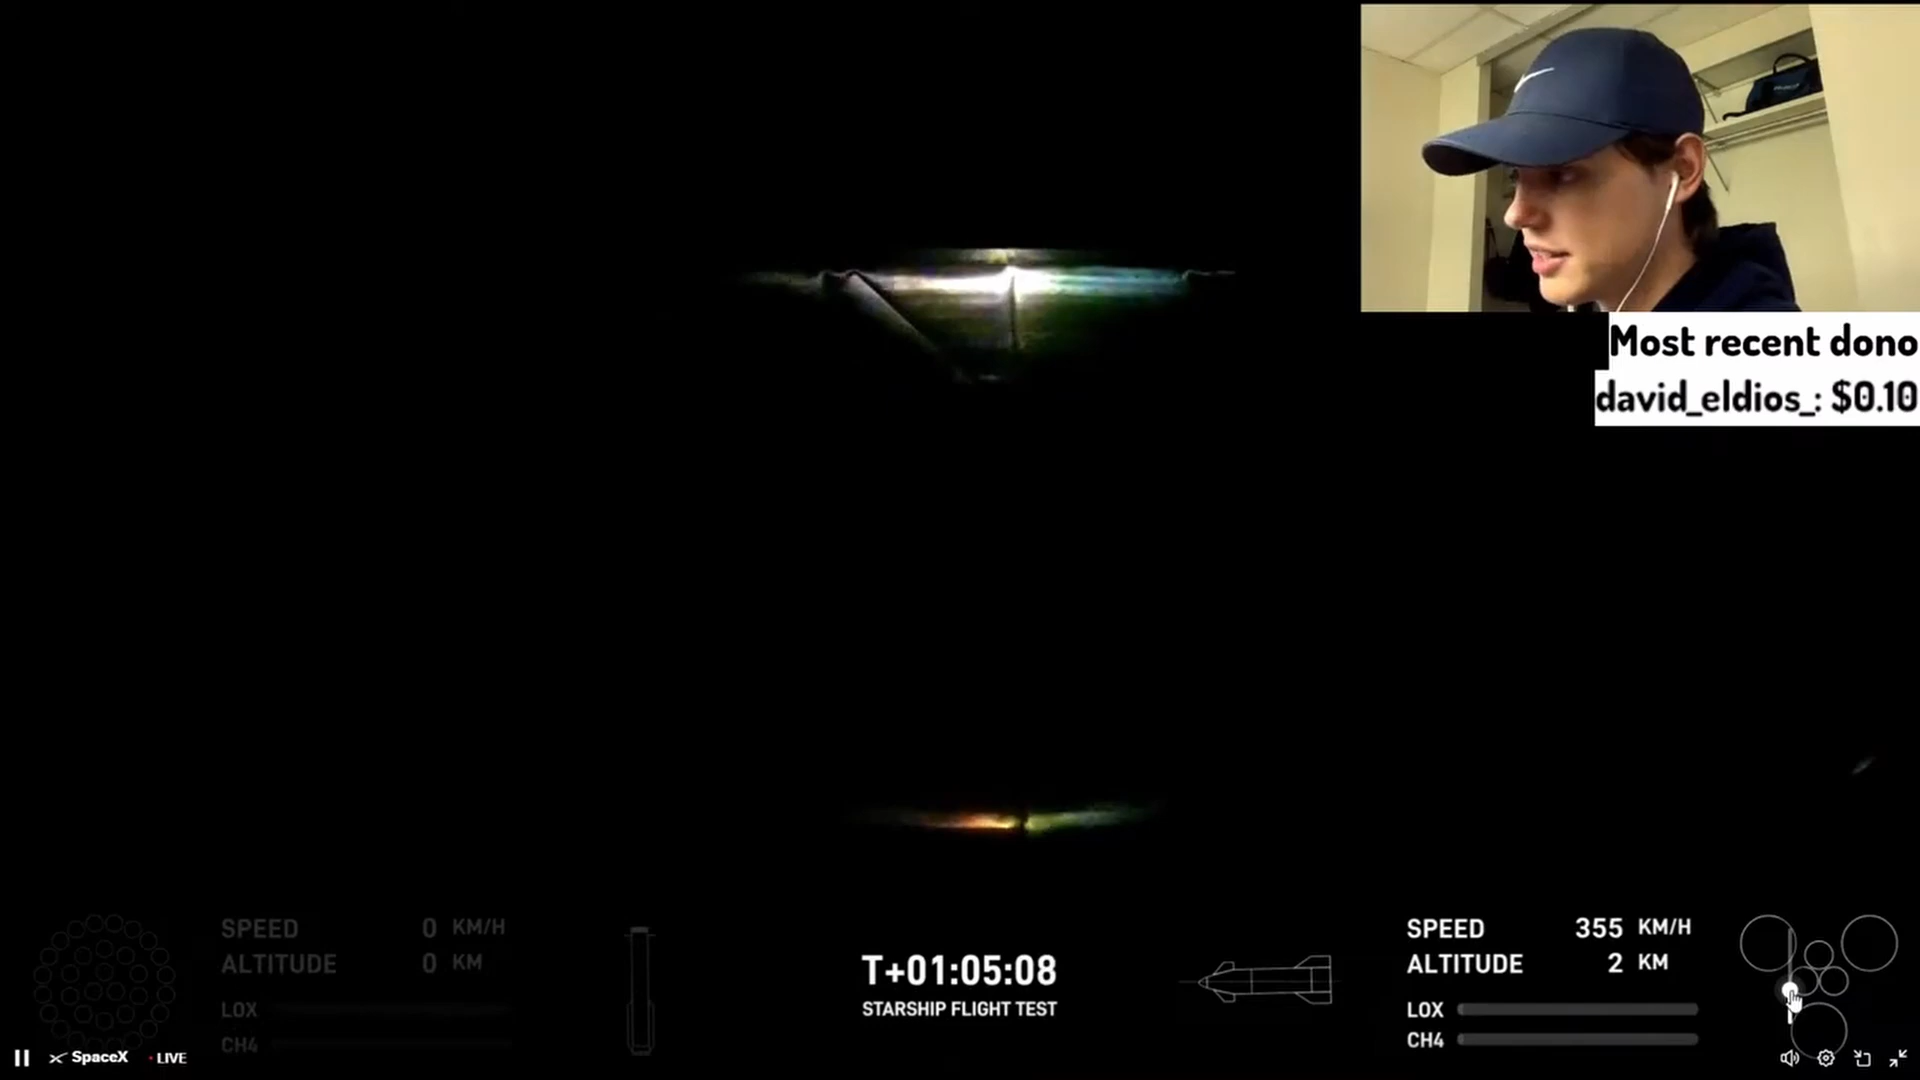 Most recent dono
david_eldios_: $0.10
SPEED 0 KM/H
ALTITUDE 0 KM
LOX
CH4
T+01:05:08
STARSHIP FLIGHT TEST
SPEED 355 KM/H
ALTITUDE 2 KM
LOX
CH4
SpaceX LIVE